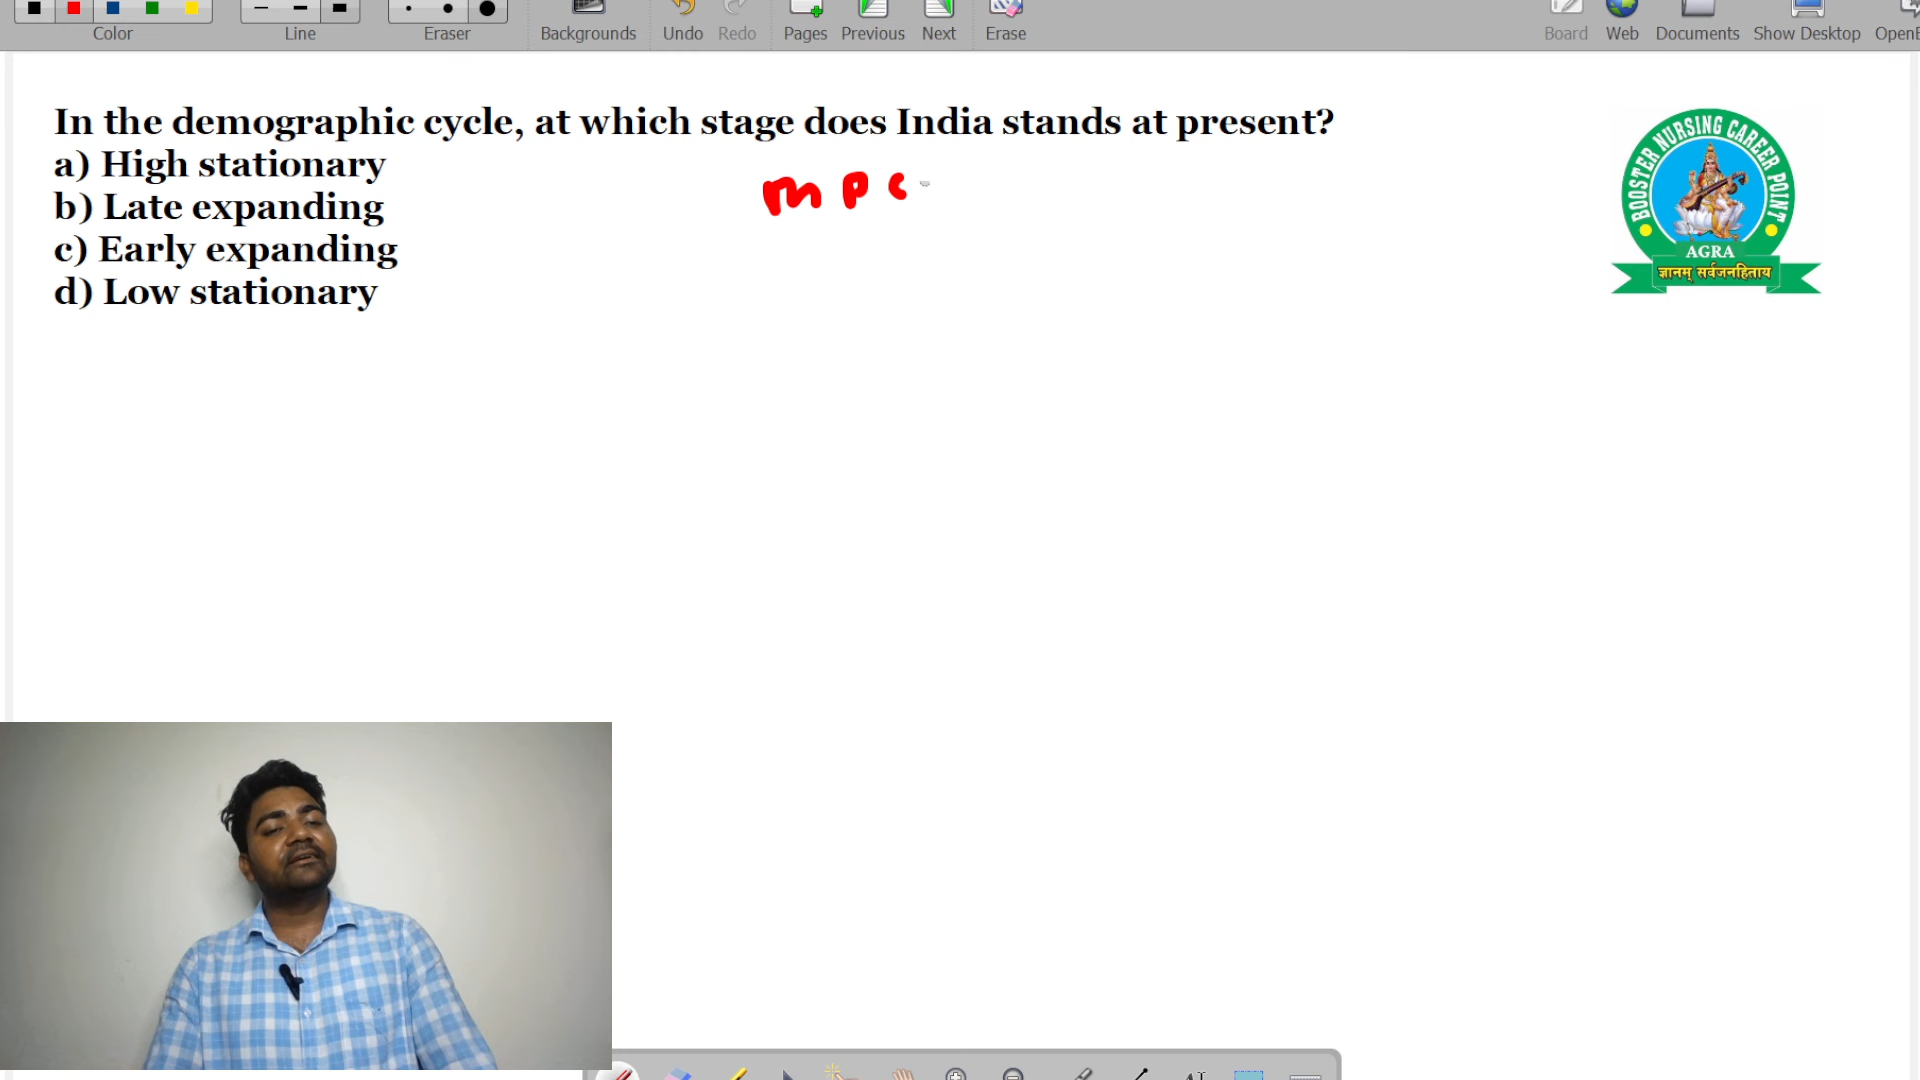 Color
Line
Eraser
Backgrounds
Undo
Redo
Pages
Previous
Next
Erase
Board
Web
Documents
Show Desktop
In the demographic cycle, at which stage does India stands at present?
a) High stationary
b) Late expanding
c) Early expanding
d) Low stationary
m p c
BOOSTER NURSING CAREER POINT
AGRA
ज्ञानम् सर्वजनहिताय